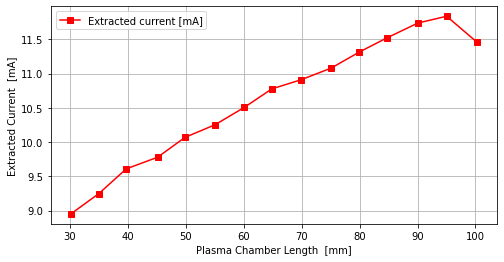 Extracted current [mA]
Extracted Current [mA]
11.5
11.0
10.5
10.0
9.5
9.0
30 40 50 60 70 80 90 100
Plasma Chamber Length [mm]